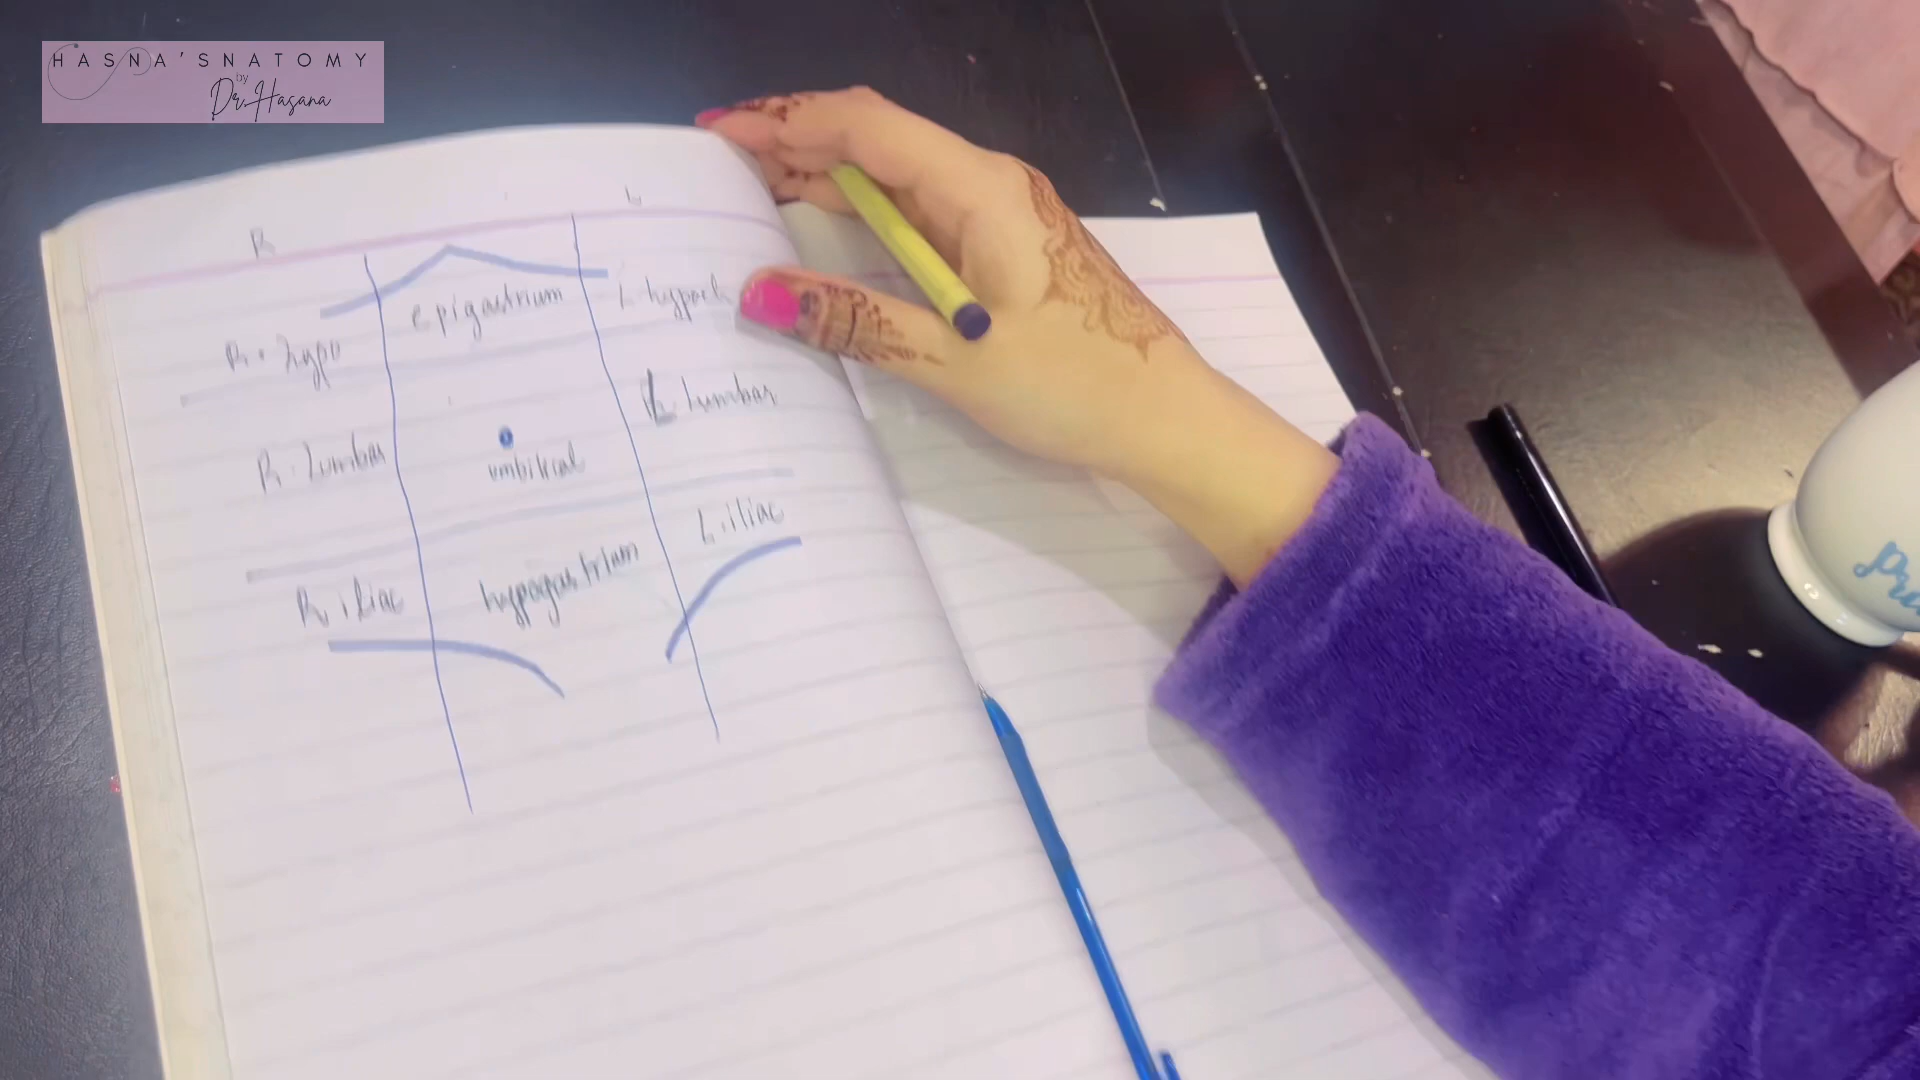 HASNA'SNATOMY
by
Dr.Hasana
R L
epigastrium L hypoch
R. hypo
R. Lumbar umbilical L. Lumbar
L. iliac
R iliac hypogastrium